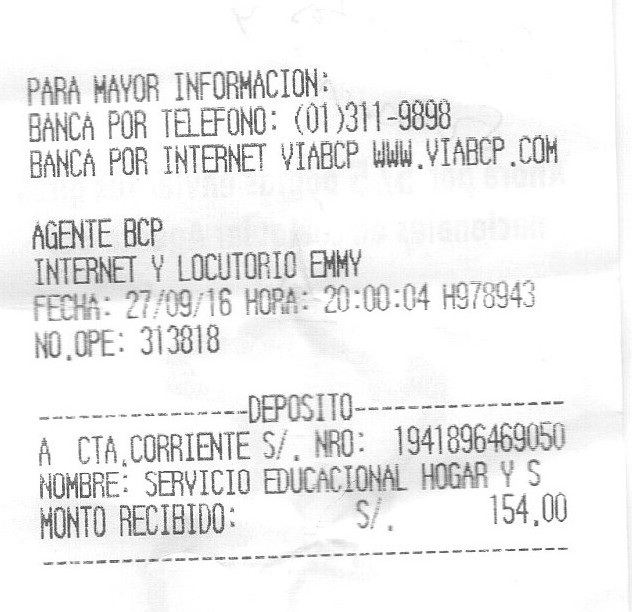 PARA MAYOR INFORMACION:
BANCA POR TELEFONO: (01)311-9898
BANCA POR INTERNET VIABCP WWW.VIABCP.COM
AGENTE BCP
INTERNET Y LOCUTORIO EMMY
FECHA: 27/09/16 HORA: 20:00:04 H978943
NO.OPE: 313818
----------------DEPOSITO----------------
A CTA.CORRIENTE S/. NRO: 1941896469050
NOMBRE: SERVICIO EDUCACIONAL HOGAR Y S
MONTO RECIBIDO: S/. 154.00
----------------------------------------